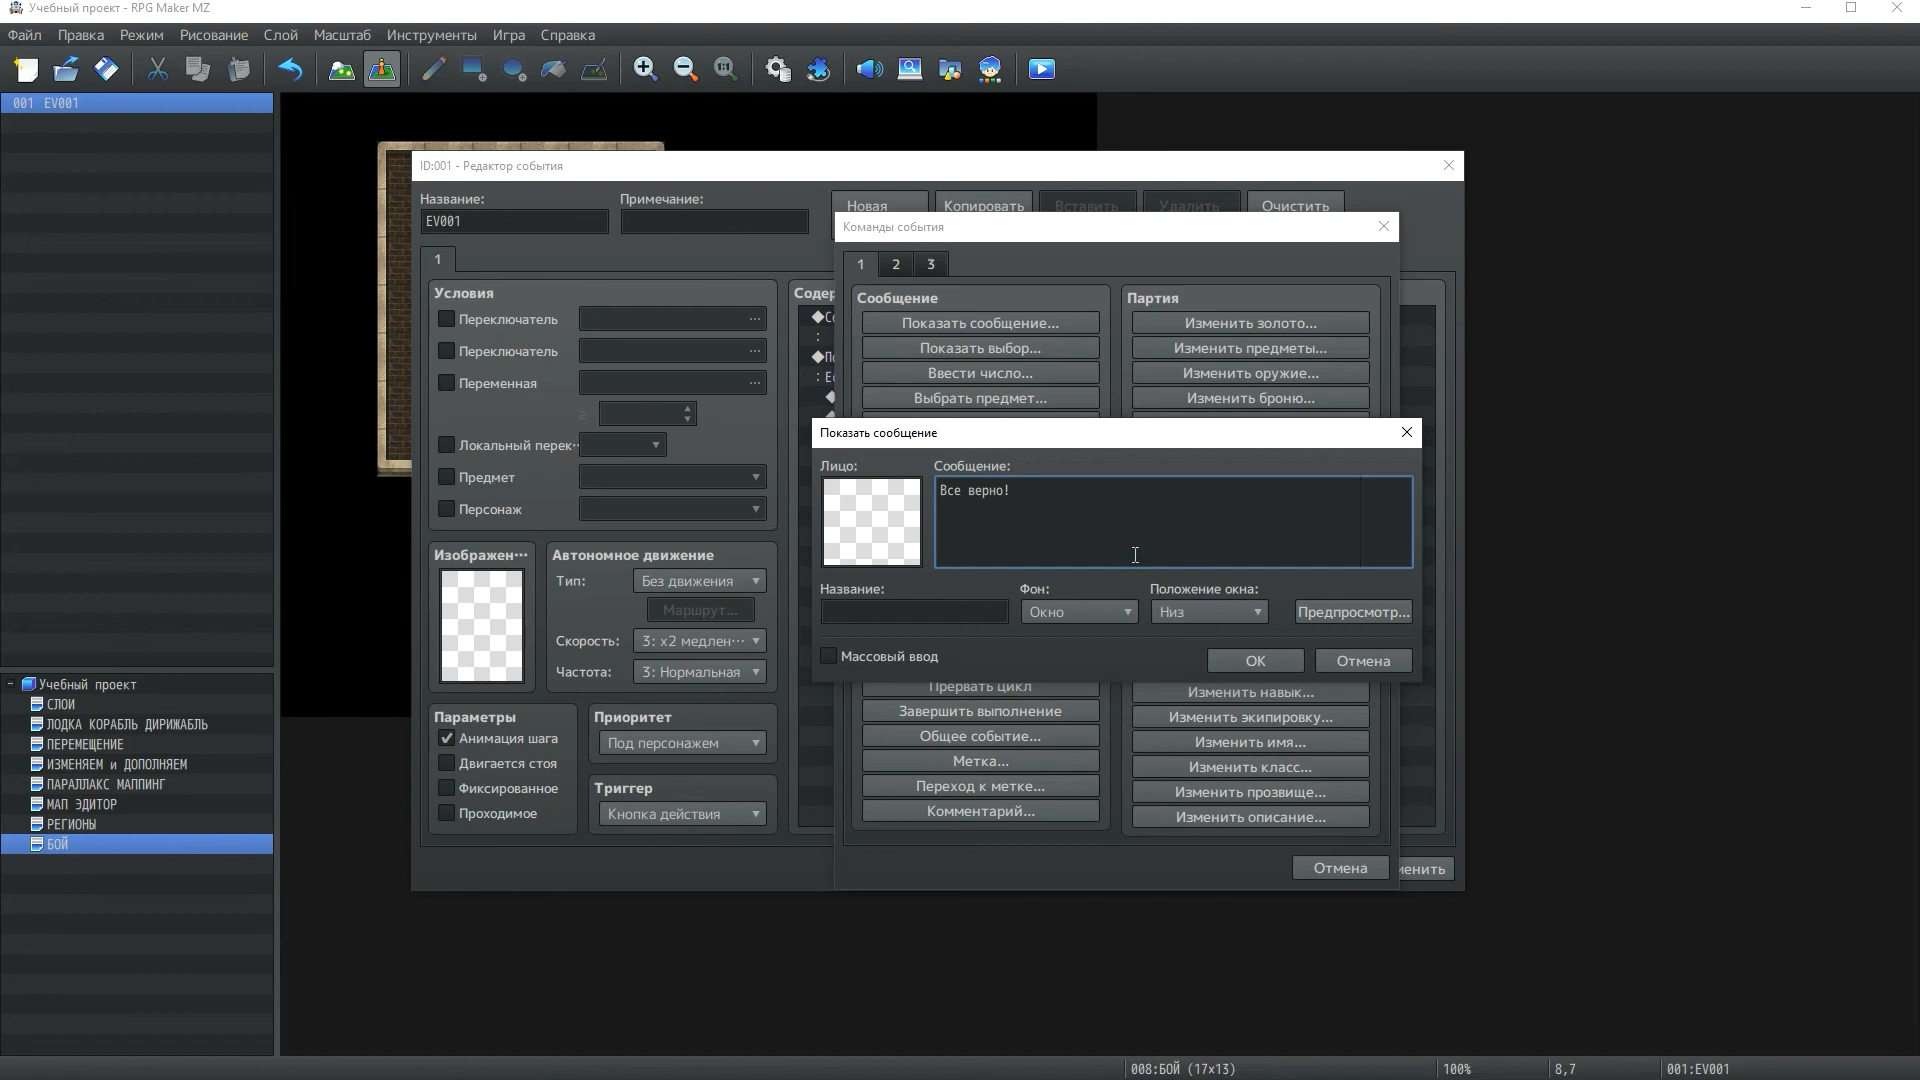 Учебный проект - RPG Maker MZ
Файл Правка Режим Рисование Слой Масштаб Инструменты Игра Справка
001 EV001
ID:001 - Редактор события
Название:
Примечание:
EV001
Новая
Копировать
Вставить
Удалить
Очистить
1
Условия
Переключатель ...
Переключатель ...
Переменная ...
≥
Локальный перек···
Предмет
Персонаж
Изображен···
Автономное движение
Тип: Без движения
Маршрут...
Скорость: 3: x2 медлен···
Частота: 3: Нормальная
Параметры
Анимация шага
Двигается стоя
Фиксированное
Проходимое
Приоритет
Под персонажем
Триггер
Кнопка действия
Содер
◆Со
:
◆По
: Ес
◆
менить
Команды события
1 2 3
Сообщение
Показать сообщение...
Показать выбор...
Ввести число...
Выбрать предмет...
Партия
Изменить золото...
Изменить предметы...
Изменить оружие...
Изменить броню...
Показать сообщение
Лицо:
Сообщение:
Все верно!
Название:
Фон:
Положение окна:
Окно
Низ
Предпросмотр...
Массовый ввод
OK
Отмена
Прервать цикл
Завершить выполнение
Общее событие...
Метка...
Переход к метке...
Комментарий...
Изменить навык...
Изменить экипировку...
Изменить имя...
Изменить класс...
Изменить прозвище...
Изменить описание...
Отмена
Учебный проект
СЛОИ
ЛОДКА КОРАБЛЬ ДИРИЖАБЛЬ
ПЕРЕМЕЩЕНИЕ
ИЗМЕНЯЕМ и ДОПОЛНЯЕМ
ПАРАЛЛАКС МАППИНГ
МАП ЭДИТОР
РЕГИОНЫ
БОЙ
008:БОЙ (17x13)
100%
8,7
001:EV001